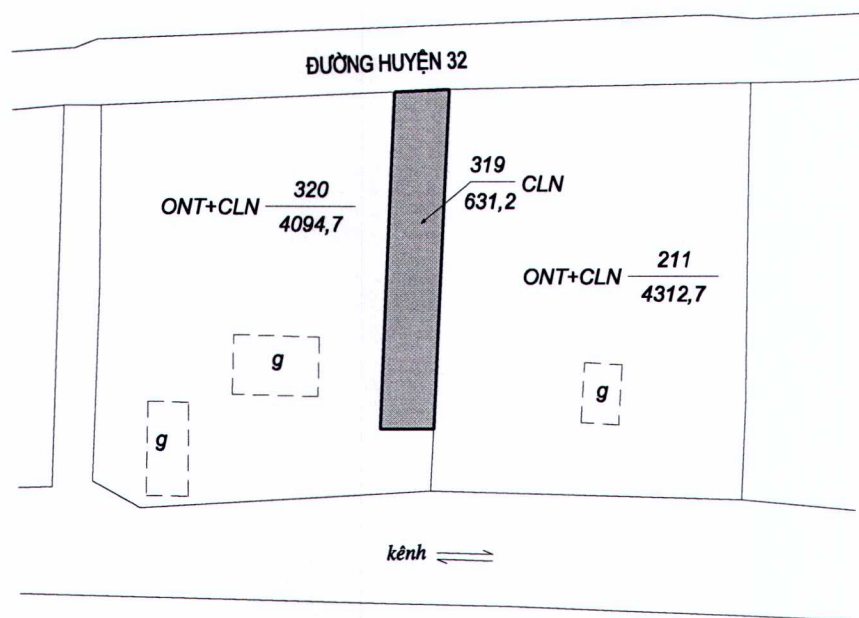 ĐƯỜNG HUYỆN 32
319
CLN
631,2
320
ONT+CLN
4094,7
211
ONT+CLN
4312,7
g
g
g
kênh